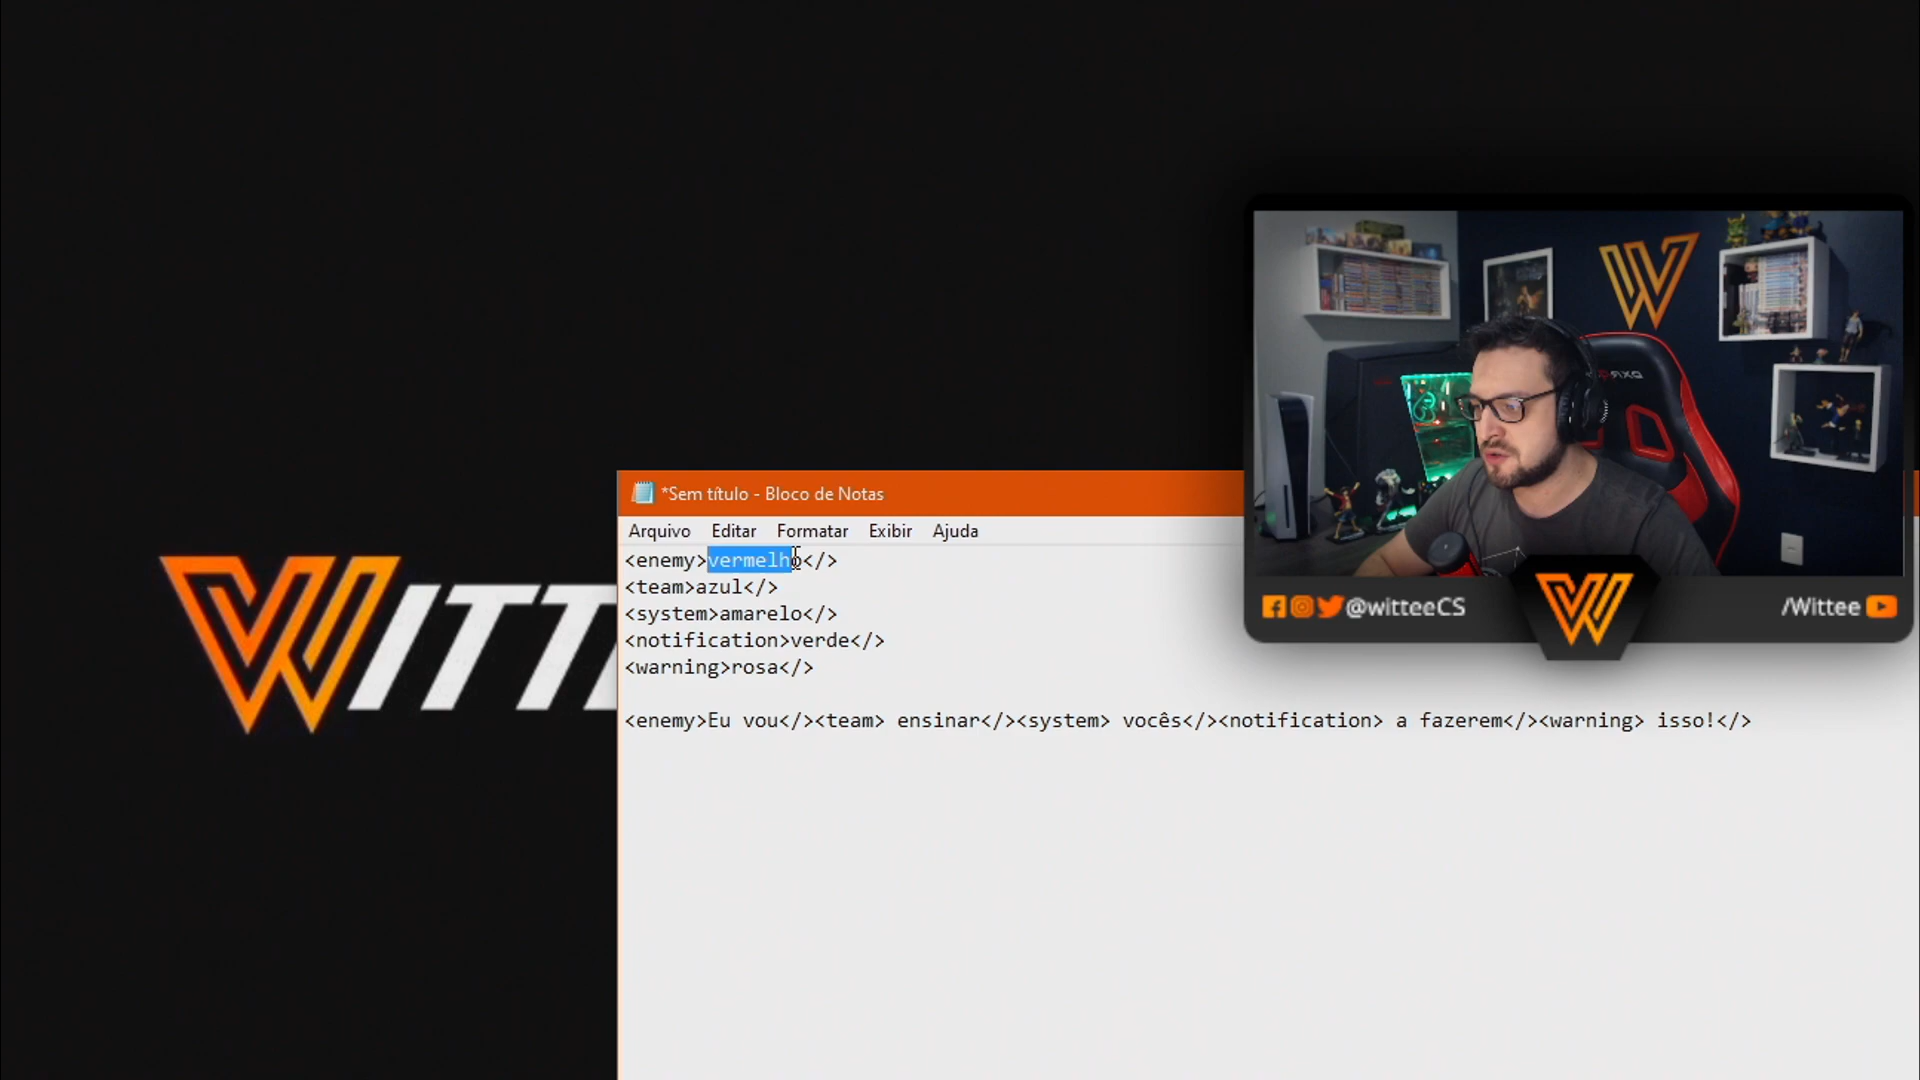 WITT
*Sem título - Bloco de Notas
Arquivo Editar Formatar Exibir Ajuda
<enemy>vermelho</>
<team>azul</>
<system>amarelo</>
<notification>verde</>
<warning>rosa</>
<enemy>Eu vou</><team> ensinar</><system> vocês</><notification> a fazerem</><warning> isso!</>
@witteeCS
/Wittee